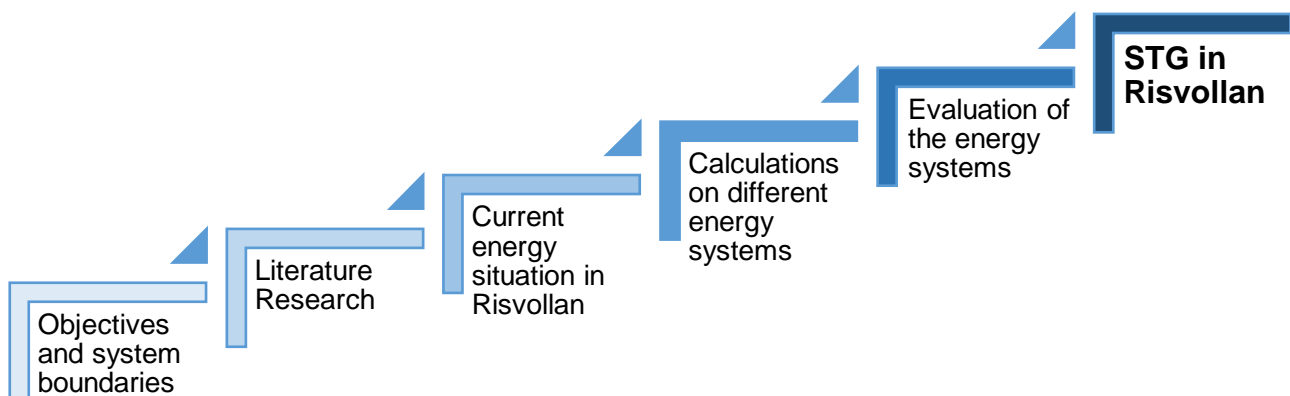 Objectives
and system
boundaries
Literature
Research
Current
energy
situation in
Risvollan
Calculations
on different
energy
systems
Evaluation of
the energy
systems
STG in
Risvollan